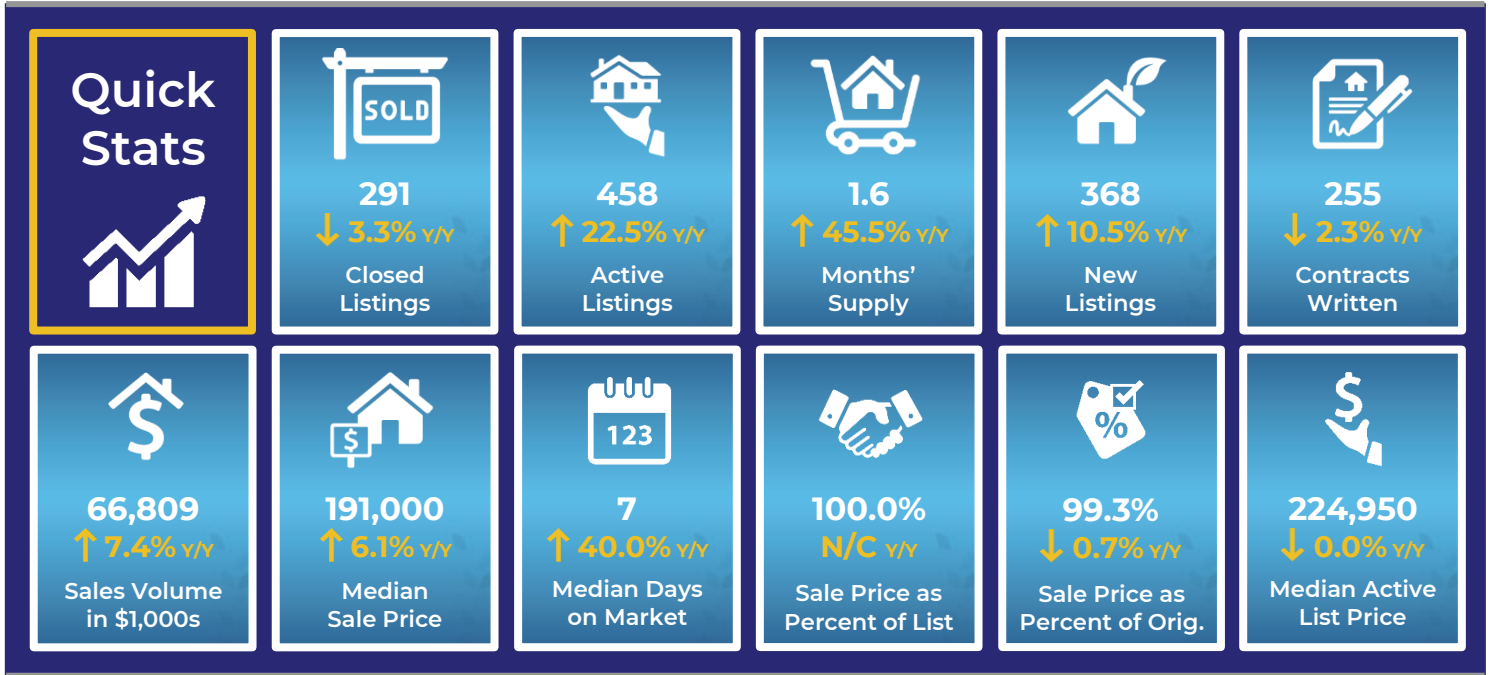 Quick
Stats
SOLD
291
↓ 3.3% Y/Y
Closed
Listings
458
↑ 22.5% Y/Y
Active
Listings
1.6
↑ 45.5% Y/Y
Months’
Supply
368
↑ 10.5% Y/Y
New
Listings
255
↓ 2.3% Y/Y
Contracts
Written
$
66,809
↑ 7.4% Y/Y
Sales Volume
in $1,000s
$
191,000
↑ 6.1% Y/Y
Median
Sale Price
123
7
↑ 40.0% Y/Y
Median Days
on Market
100.0%
N/C Y/Y
Sale Price as
Percent of List
%
99.3%
↓ 0.7% Y/Y
Sale Price as
Percent of Orig.
$
224,950
↓ 0.0% Y/Y
Median Active
List Price